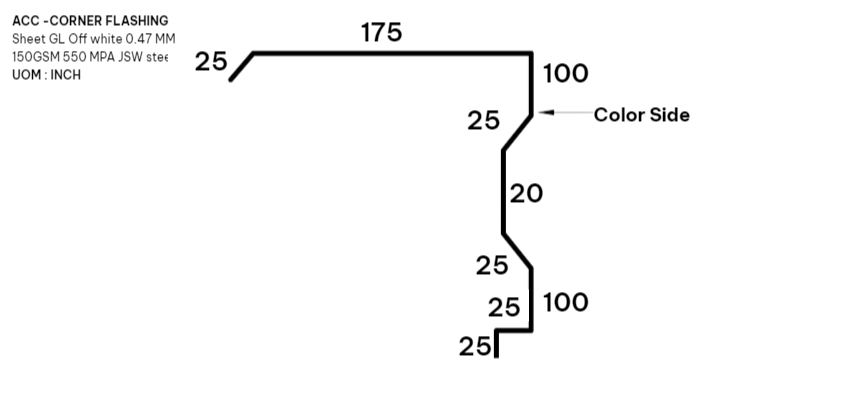 ACC -CORNER FLASHING
Sheet GL Off white 0.47 MM
150GSM 550 MPA JSW stee
UOM : INCH
175
25
100
25
Color Side
20
25
25
100
25